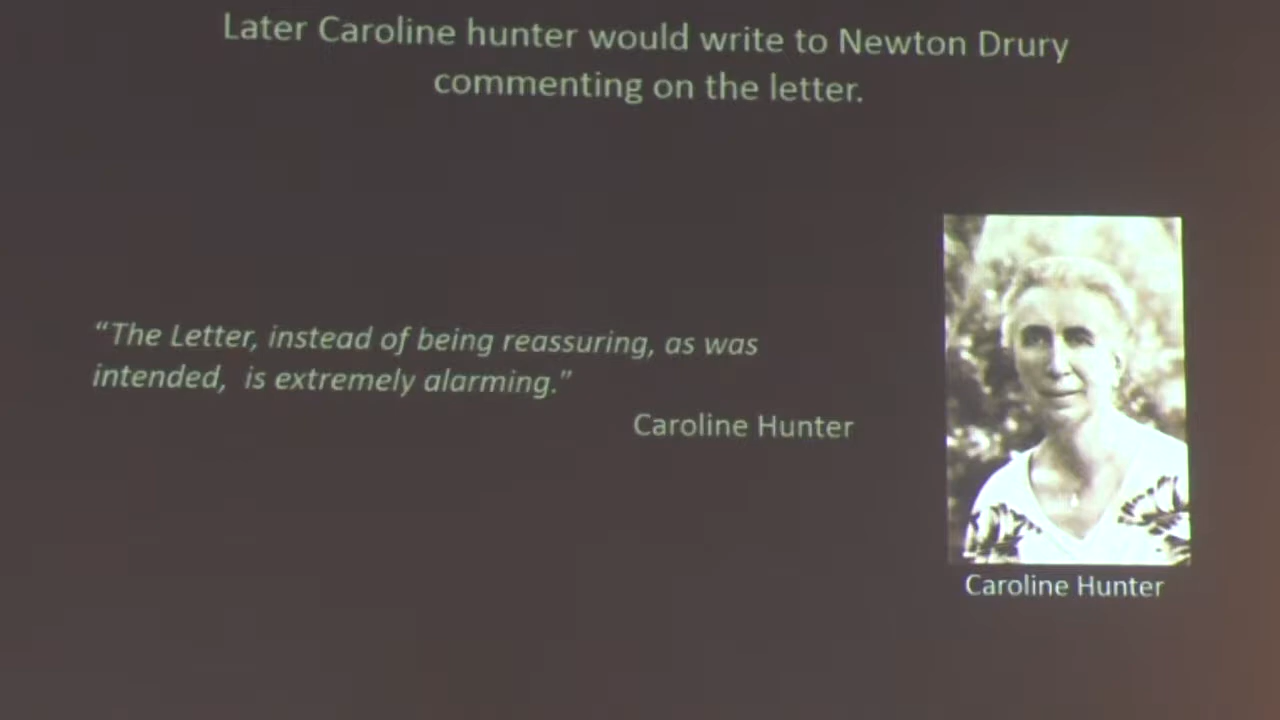 Later Caroline hunter would write to Newton Drury
commenting on the letter.
“The Letter, instead of being reassuring, as was
intended,  is extremely alarming.”
Caroline Hunter
Caroline Hunter